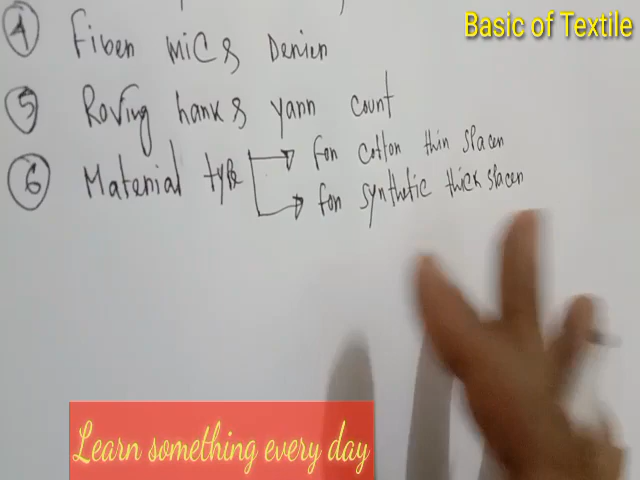 Basic of Textile
4 Fiber mic & Denier
5 Roving hank & yarn count
6 Material type → for cotton thin spacer
→ for synthetic thick spacer
Learn something every day